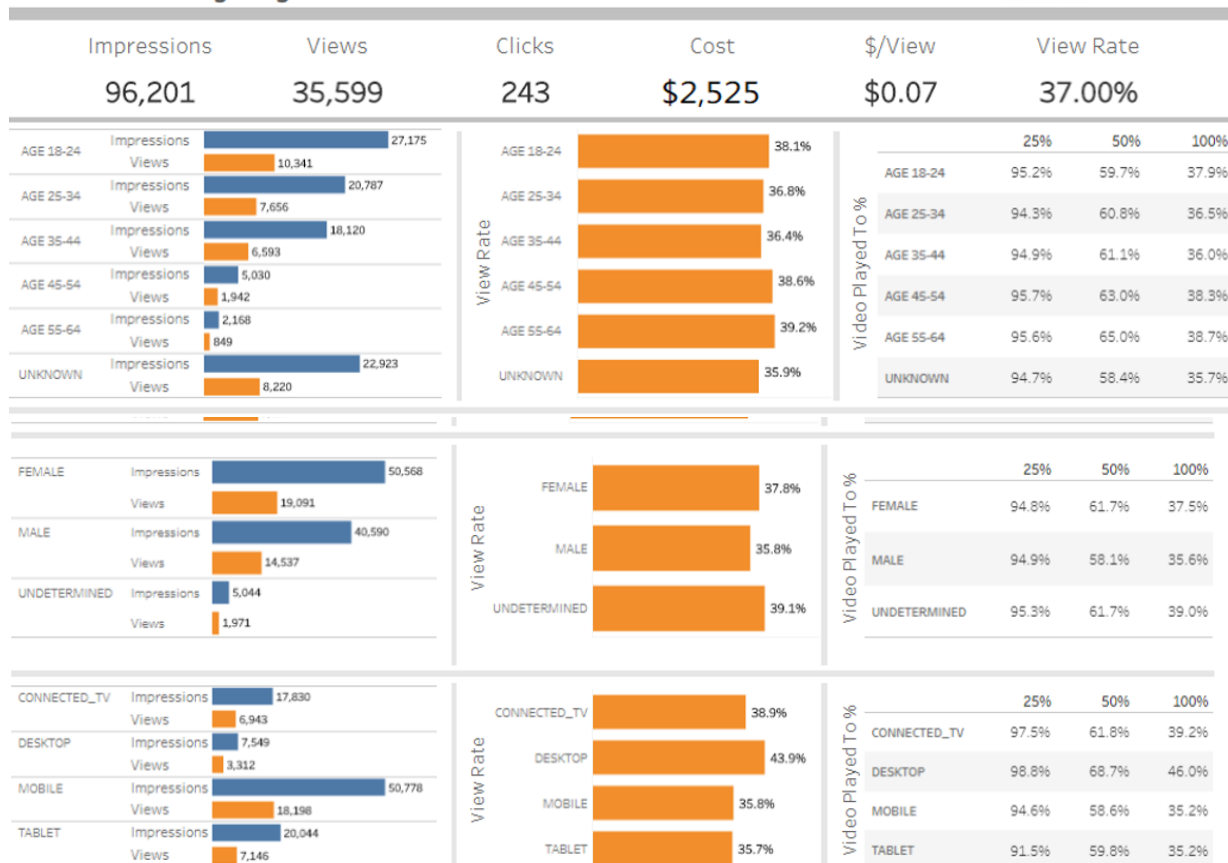 Impressions Views Clicks Cost $/View View Rate
96,201 35,599 243 $2,525 $0.07 37.00%
AGE 18-24 Impressions 27,175
Views 10,341
AGE 25-34 Impressions 20,787
Views 7,656
AGE 35-44 Impressions 18,120
Views 6,593
AGE 45-54 Impressions 5,030
Views 1,942
AGE 55-64 Impressions 2,168
Views 849
UNKNOWN Impressions 22,923
Views 8,220
View Rate
AGE 18-24 38.1%
AGE 25-34 36.8%
AGE 35-44 36.4%
AGE 45-54 38.6%
AGE 55-64 39.2%
UNKNOWN 35.9%
Video Played To %
25% 50% 100%
AGE 18-24 95.2% 59.7% 37.9%
AGE 25-34 94.3% 60.8% 36.5%
AGE 35-44 94.9% 61.1% 36.0%
AGE 45-54 95.7% 63.0% 38.3%
AGE 55-64 95.6% 65.0% 38.7%
UNKNOWN 94.7% 58.4% 35.7%
FEMALE Impressions 50,568
Views 19,091
MALE Impressions 40,590
Views 14,537
UNDETERMINED Impressions 5,044
Views 1,971
View Rate
FEMALE 37.8%
MALE 35.8%
UNDETERMINED 39.1%
Video Played To %
25% 50% 100%
FEMALE 94.8% 61.7% 37.5%
MALE 94.9% 58.1% 35.6%
UNDETERMINED 95.3% 61.7% 39.0%
CONNECTED_TV Impressions 17,830
Views 6,943
DESKTOP Impressions 7,549
Views 3,312
MOBILE Impressions 50,778
Views 18,198
TABLET Impressions 20,044
Views 7,146
View Rate
CONNECTED_TV 38.9%
DESKTOP 43.9%
MOBILE 35.8%
TABLET 35.7%
Video Played To %
25% 50% 100%
CONNECTED_TV 97.5% 61.8% 39.2%
DESKTOP 98.8% 68.7% 46.0%
MOBILE 94.6% 58.6% 35.2%
TABLET 91.5% 59.8% 35.2%